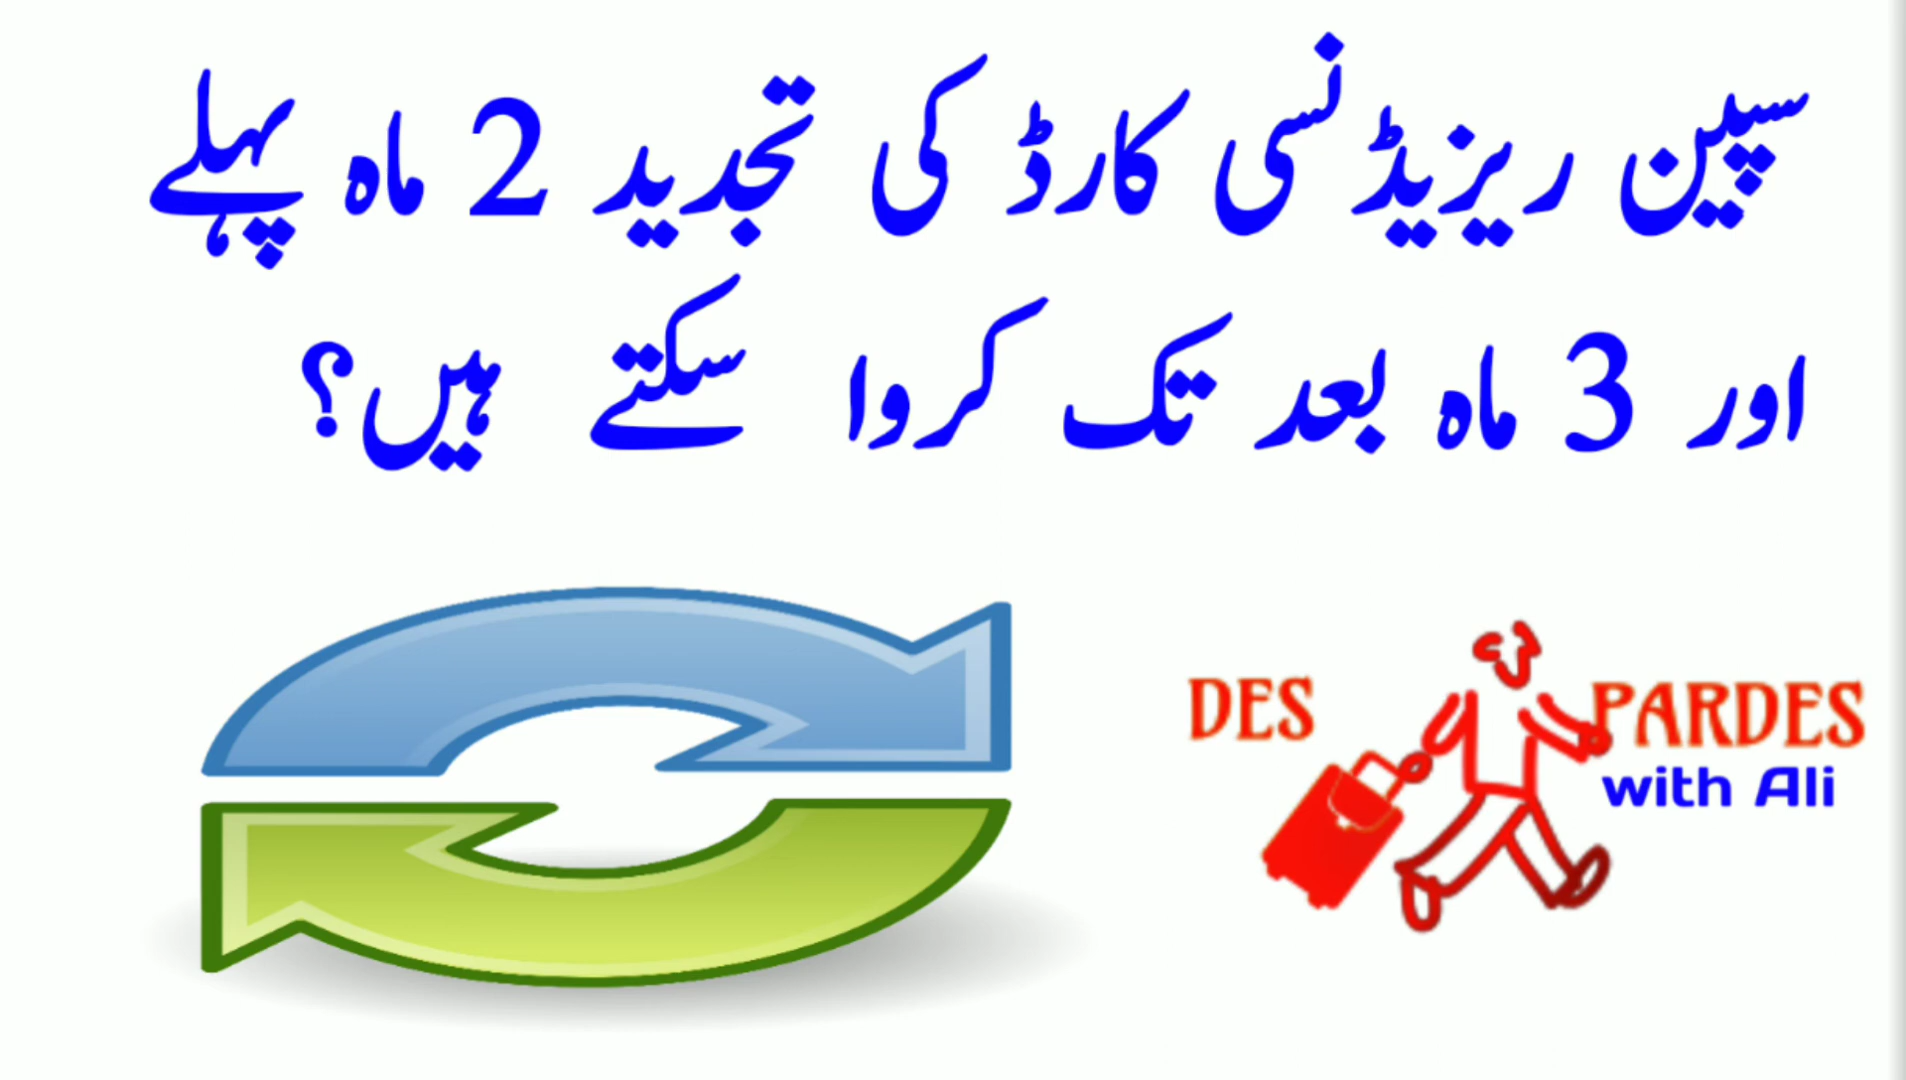 سپین ریزیڈنسی کارڈ کی تجدید 2 ماہ پہلے
اور 3 ماہ بعد تک کروا سکتے ہیں؟
DES PARDES
with Ali